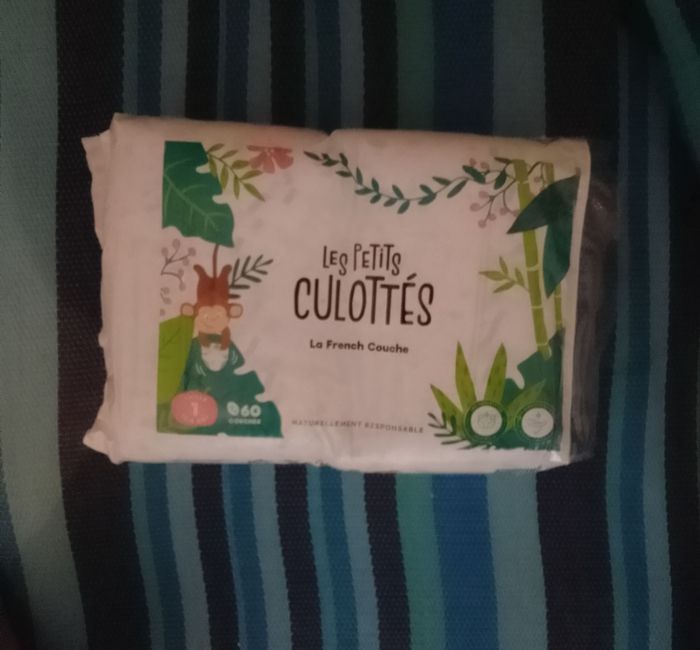 LES PETITS
CULOTTÉS
La French Couche
NATURELLEMENT RESPONSABLE
1
60
COUCHES